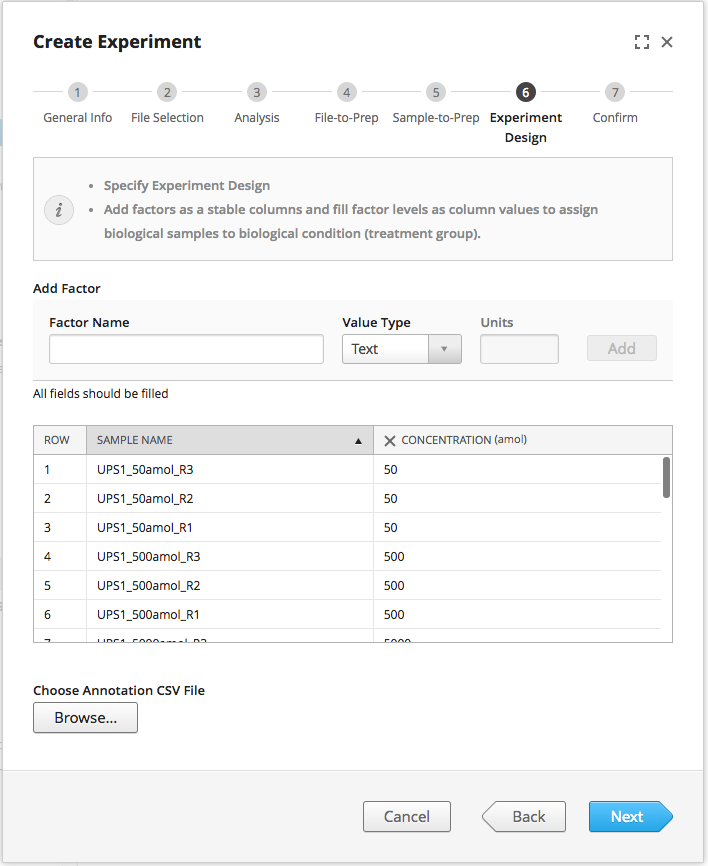 Create Experiment
1 2 3 4 5 6 7
General Info File Selection Analysis File-to-Prep Sample-to-Prep Experiment Design Confirm
i
• Specify Experiment Design
• Add factors as a stable columns and fill factor levels as column values to assign
biological samples to biological condition (treatment group).
Add Factor
Factor Name Value Type Units
Text Add
All fields should be filled
ROW SAMPLE NAME CONCENTRATION (amol)
1 UPS1_50amol_R3 50
2 UPS1_50amol_R2 50
3 UPS1_50amol_R1 50
4 UPS1_500amol_R3 500
5 UPS1_500amol_R2 500
6 UPS1_500amol_R1 500
Choose Annotation CSV File
Browse...
Cancel Back Next